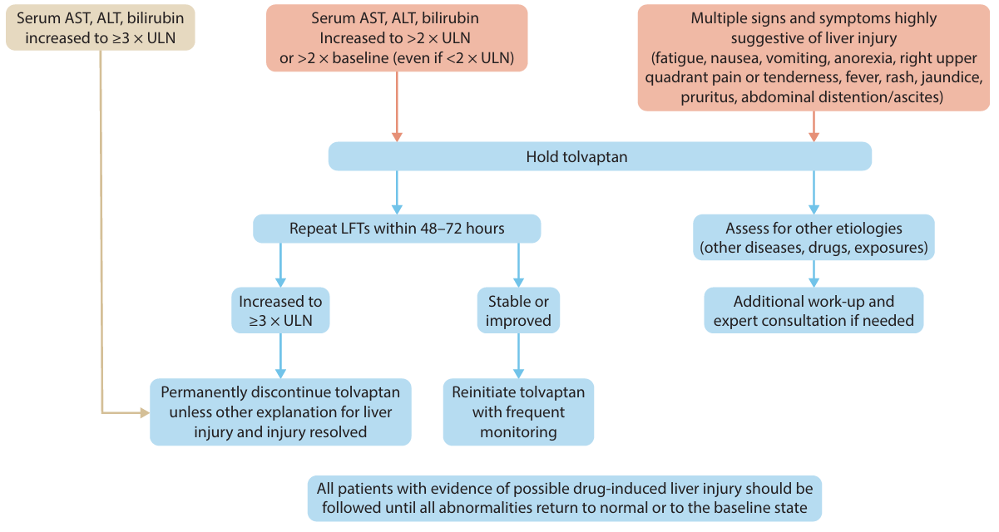 Serum AST, ALT, bilirubin
increased to ≥3 × ULN
Serum AST, ALT, bilirubin
Increased to >2 × ULN
or >2 × baseline (even if <2 × ULN)
Multiple signs and symptoms highly
suggestive of liver injury
(fatigue, nausea, vomiting, anorexia, right upper
quadrant pain or tenderness, fever, rash, jaundice,
pruritus, abdominal distention/ascites)
Hold tolvaptan
Repeat LFTs within 48–72 hours
Assess for other etiologies
(other diseases, drugs, exposures)
Increased to
≥3 × ULN
Stable or
improved
Additional work-up and
expert consultation if needed
Permanently discontinue tolvaptan
unless other explanation for liver
injury and injury resolved
Reinitiate tolvaptan
with frequent
monitoring
All patients with evidence of possible drug-induced liver injury should be
followed until all abnormalities return to normal or to the baseline state